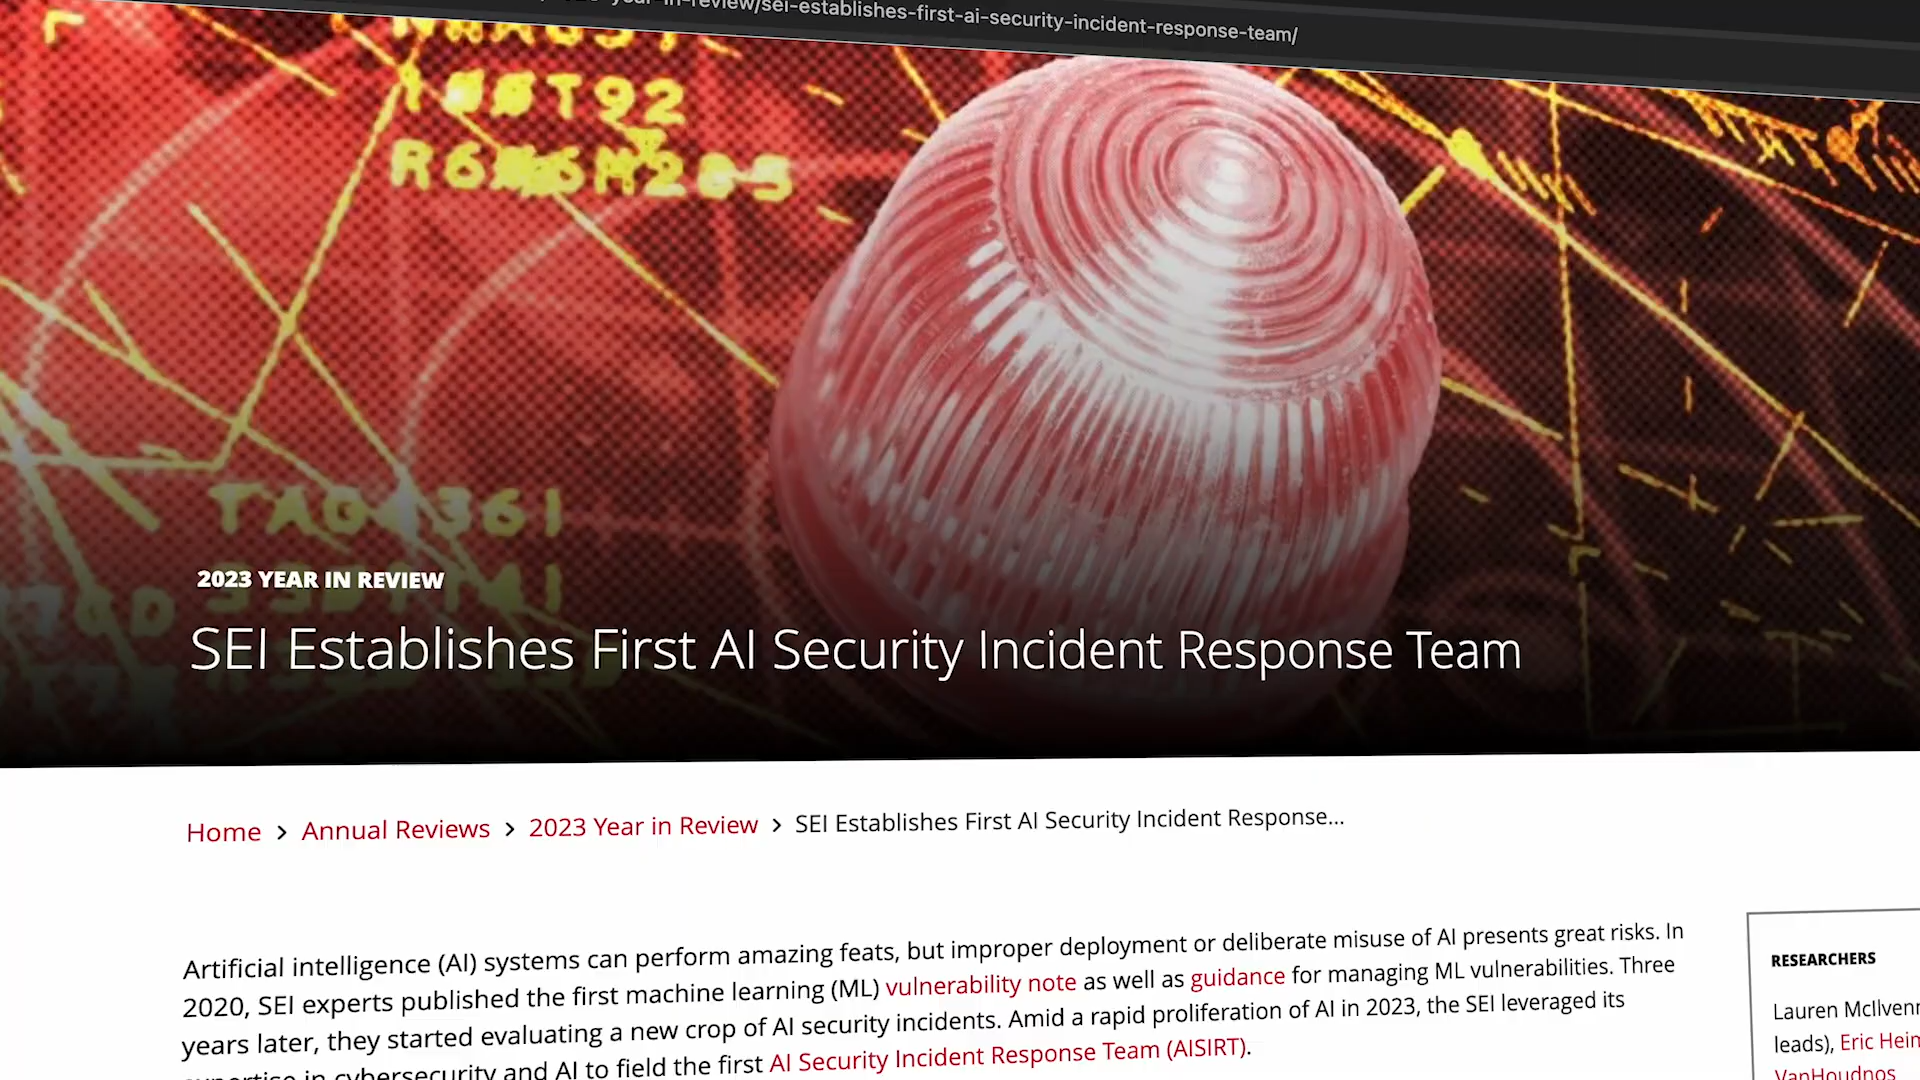 year-in-review/sei-establishes-first-ai-security-incident-response-team/
2023 YEAR IN REVIEW
SEI Establishes First AI Security Incident Response Team
Home > Annual Reviews > 2023 Year in Review > SEI Establishes First AI Security Incident Response...
Artificial intelligence (AI) systems can perform amazing feats, but improper deployment or deliberate misuse of AI presents great risks. In
2020, SEI experts published the first machine learning (ML) vulnerability note as well as guidance for managing ML vulnerabilities. Three
years later, they started evaluating a new crop of AI security incidents. Amid a rapid proliferation of AI in 2023, the SEI leveraged its
expertise in cybersecurity and AI to field the first AI Security Incident Response Team (AISIRT).
RESEARCHERS
Lauren
leads), Eric
VanHoudnos